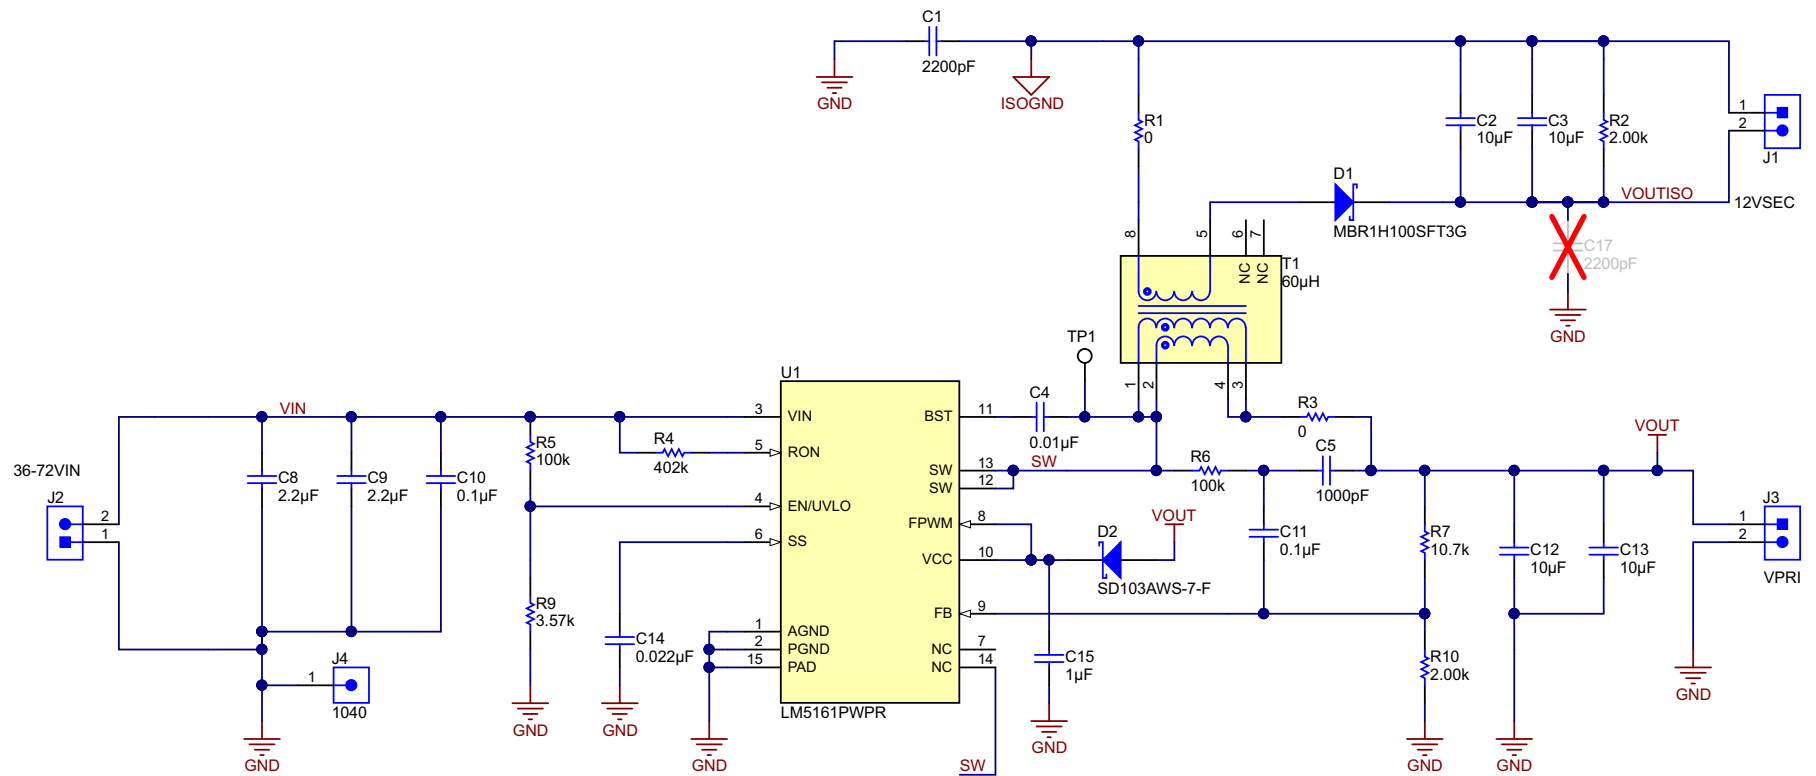 C1
2200pF
GND
ISOGND
R1
0
C2
10µF
C3
10µF
R2
2.00k
1
2
J1
D1
MBR1H100SFT3G
VOUTISO
12VSEC
C17
2200pF
GND
8
5
6
7
NC
NC
T1
60µH
1
2
4
3
TP1
U1
VIN
3
VIN
BST
11
C4
0.01µF
R3
0
VOUT
R4
402k
5
RON
R5
100k
SW
13
SW
SW
12
R6
100k
C5
1000pF
36-72VIN
J2
2
1
C8
2.2µF
C9
2.2µF
C10
0.1µF
4
EN/UVLO
FPWM
8
VOUT
6
SS
VCC
10
D2
SD103AWS-7-F
C11
0.1µF
R7
10.7k
C12
10µF
C13
10µF
J3
1
2
VPRI
R9
3.57k
C14
0.022µF
FB
9
1
AGND
2
PGND
15
PAD
NC
7
NC
14
C15
1µF
R10
2.00k
J4
1
1040
LM5161PWPR
GND
GND
GND
GND
GND
GND
GND
GND
SW